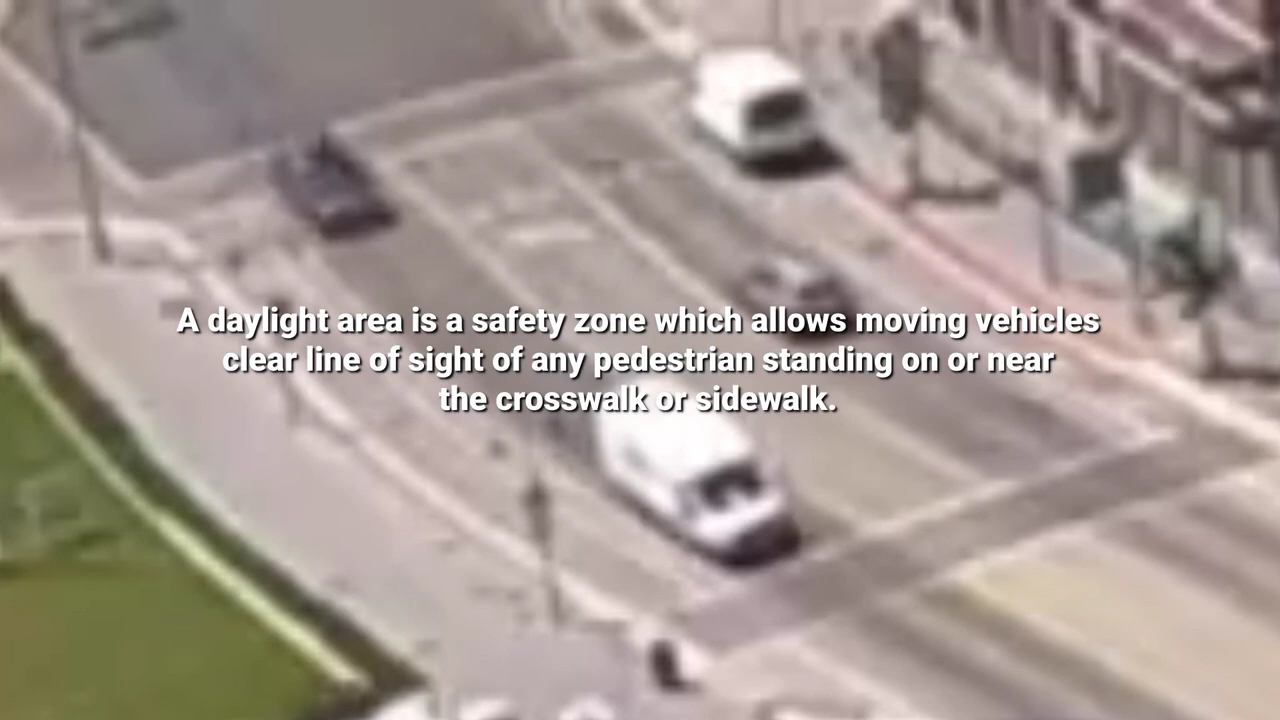 A daylight area is a safety zone which allows moving vehicles
clear line of sight of any pedestrian standing on or near
the crosswalk or sidewalk.